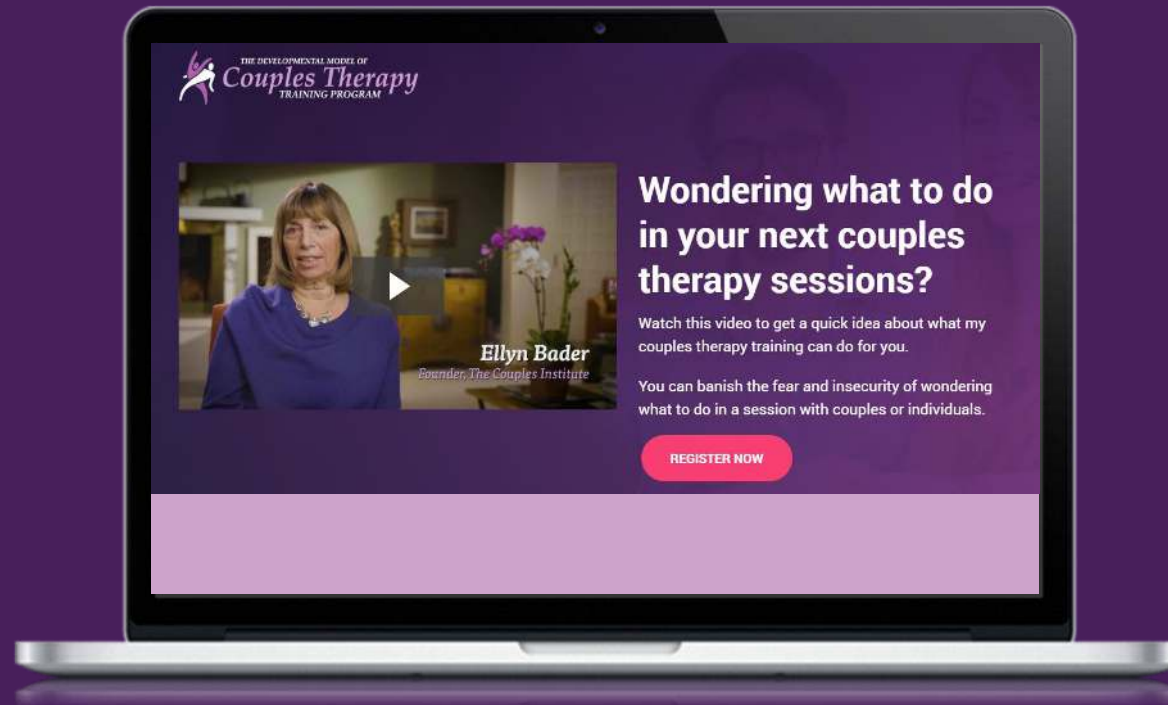 THE DEVELOPMENTAL MODEL OF
Couples Therapy
TRAINING PROGRAM
Ellyn Bader
Founder, The Couples Institute
Wondering what to do
in your next couples
therapy sessions?
Watch this video to get a quick idea about what my
couples therapy training can do for you.
You can banish the fear and insecurity of wondering
what to do in a session with couples or individuals.
REGISTER NOW